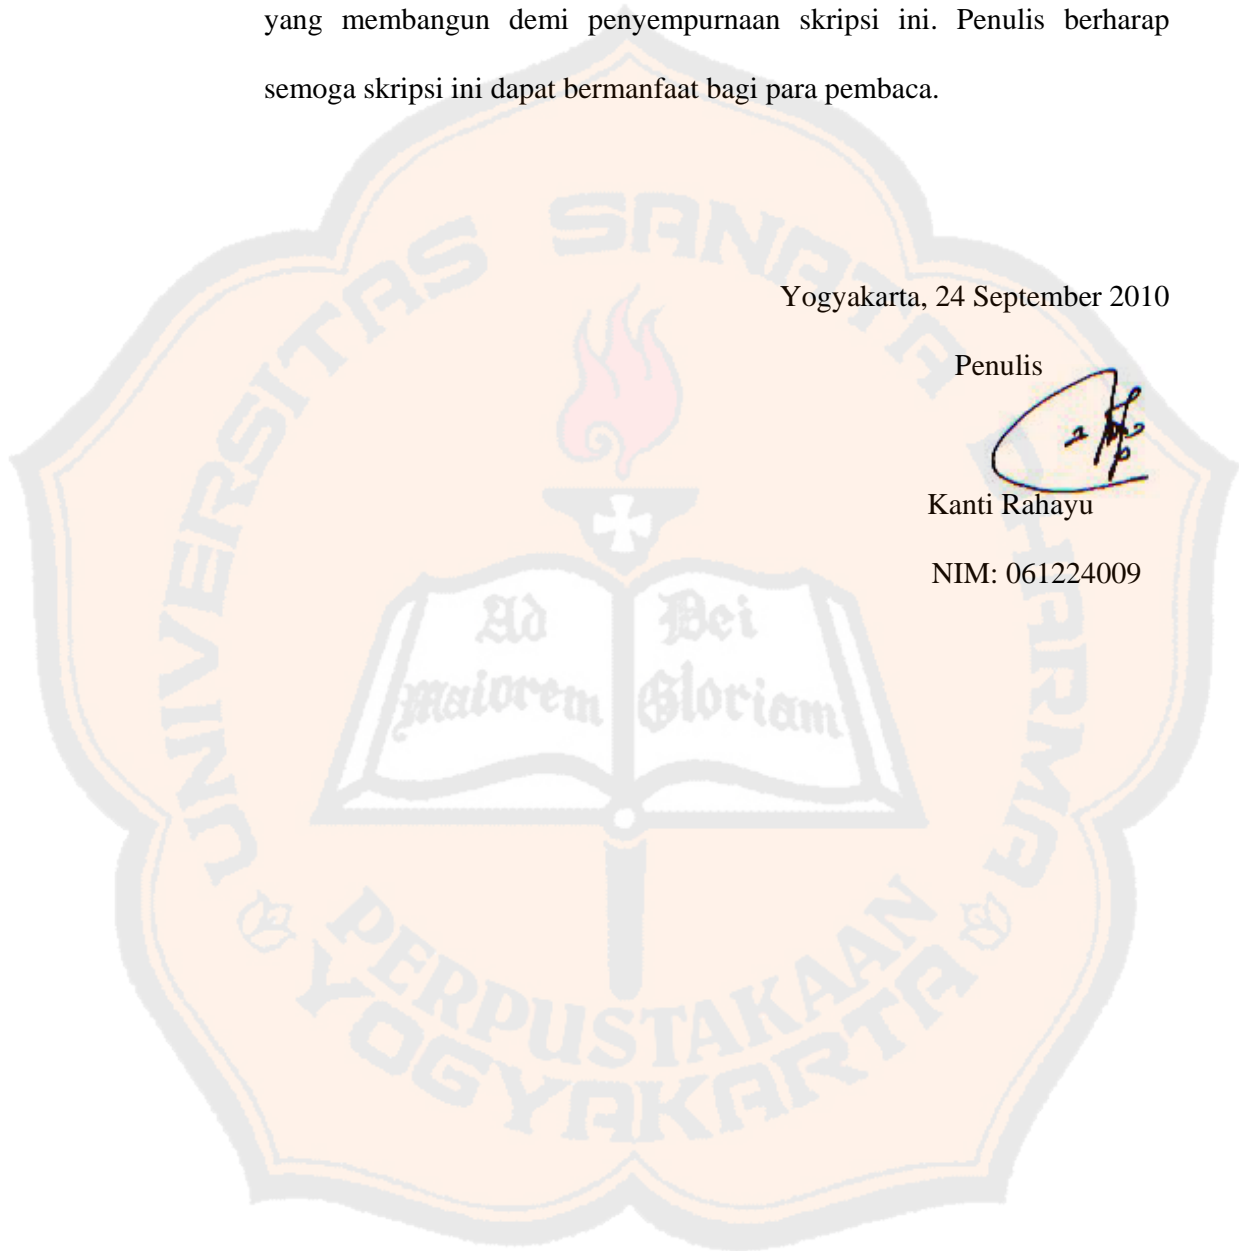 yang membangun demi penyempurnaan skripsi ini. Penulis berharap
semoga skripsi ini dapat bermanfaat bagi para pembaca.
UNIVERSITAS SANATA DHARMA
Yogyakarta, 24 September 2010
Penulis
Kanti Rahayu
NIM: 061224009
Ad Dei
Maiorem Gloriam
PERPUSTAKAAN
YOGYAKARTA